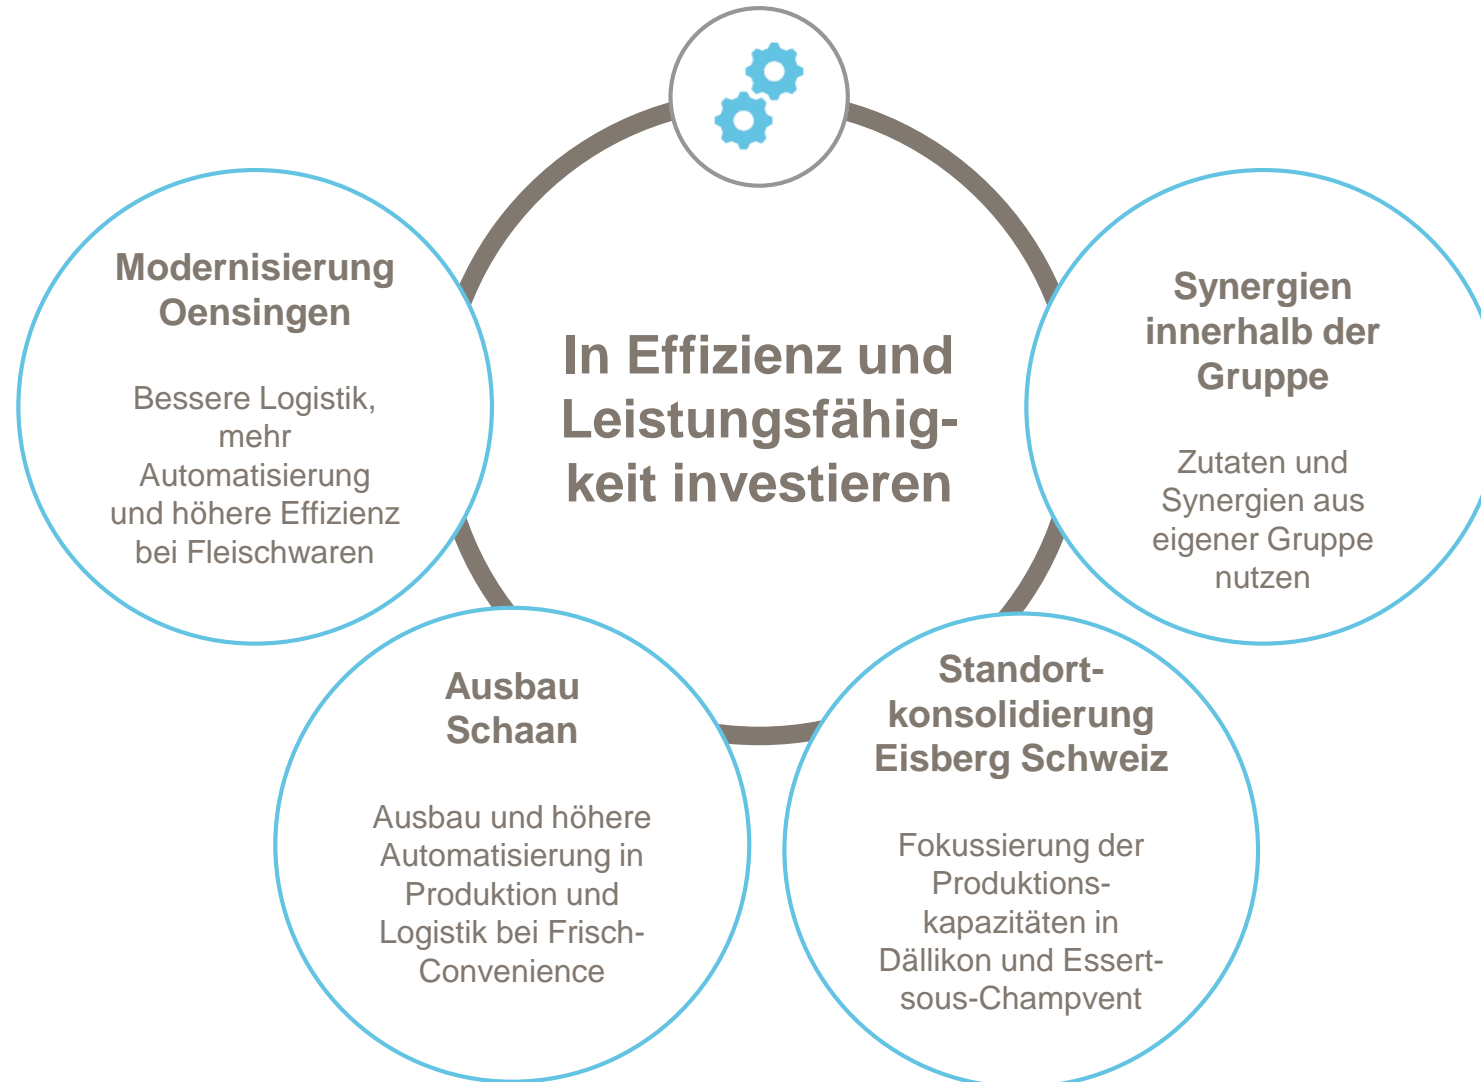 In Effizienz und
Leistungsfähig-
keit investieren
Modernisierung
Oensingen
Bessere Logistik,
mehr
Automatisierung
und höhere Effizienz
bei Fleischwaren
Ausbau
Schaan
Ausbau und höhere
Automatisierung in
Produktion und
Logistik bei Frisch-
Convenience
Standort-
konsolidierung
Eisberg Schweiz
Fokussierung der
Produktions-
kapazitäten in
Dällikon und Essert-
sous-Champvent
Synergien
innerhalb der
Gruppe
Zutaten und
Synergien aus
eigener Gruppe
nutzen